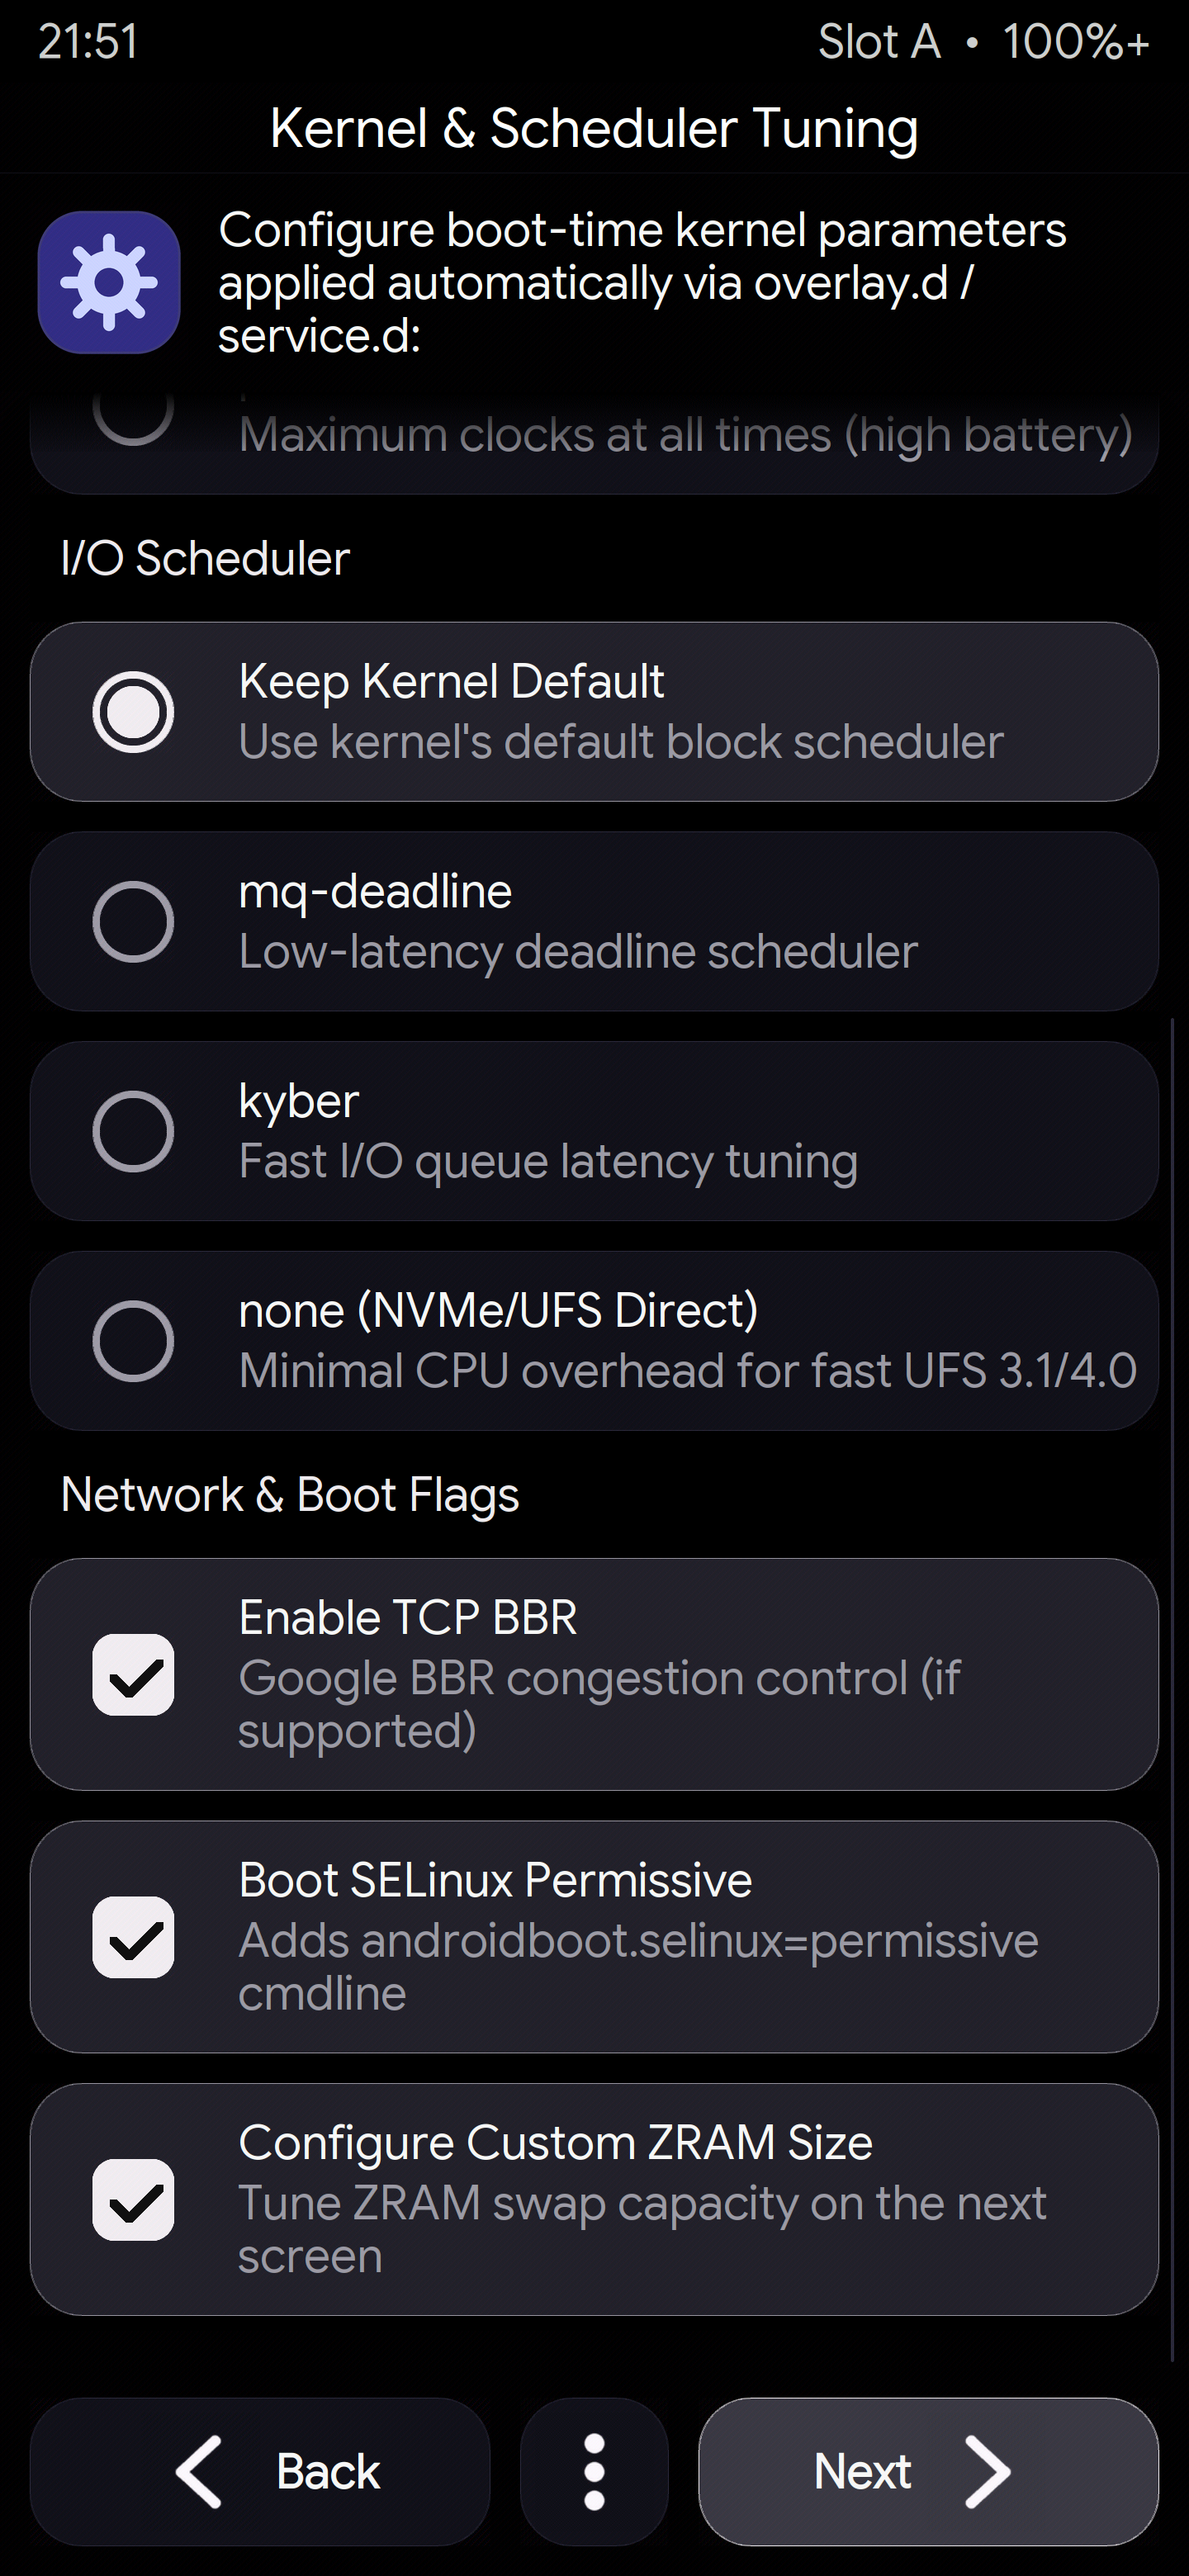 21:51
Slot A • 100%+
Kernel & Scheduler Tuning
Configure boot-time kernel parameters
applied automatically via overlay.d /
service.d:
Maximum clocks at all times (high battery)
I/O Scheduler
Keep Kernel Default
Use kernel's default block scheduler
mq-deadline
Low-latency deadline scheduler
kyber
Fast I/O queue latency tuning
none (NVMe/UFS Direct)
Minimal CPU overhead for fast UFS 3.1/4.0
Network & Boot Flags
Enable TCP BBR
Google BBR congestion control (if
supported)
Boot SELinux Permissive
Adds androidboot.selinux=permissive
cmdline
Configure Custom ZRAM Size
Tune ZRAM swap capacity on the next
screen
Back
Next